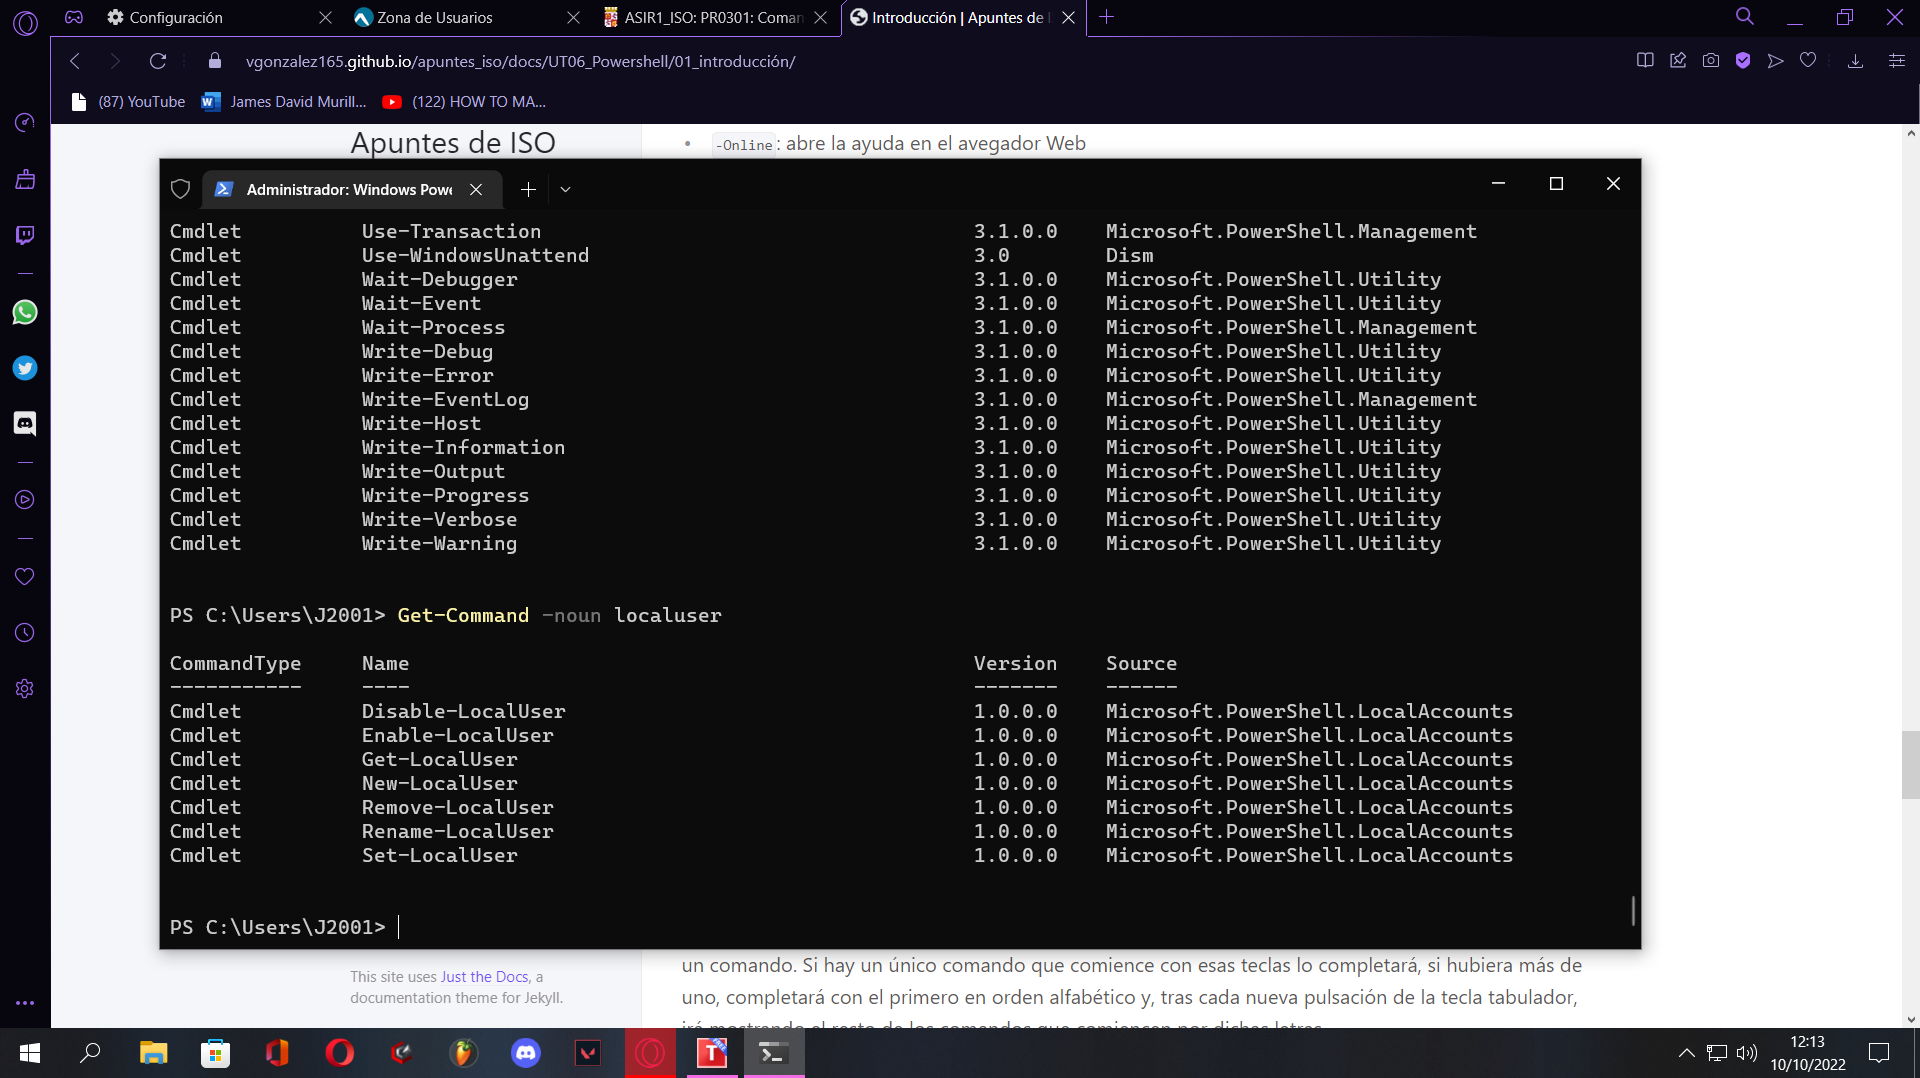 Configuración
Zona de Usuarios
ASIR1_ISO: PR0301: Coman
Introducción | Apuntes de I
vgonzalez165.github.io/apuntes_iso/docs/UT06_Powershell/01_introducción/
(87) YouTube
James David Murill...
(122) HOW TO MA...
Apuntes de ISO
-Online: abre la ayuda en el avegador Web
Administrador: Windows Powe
Cmdlet Use-Transaction 3.1.0.0 Microsoft.PowerShell.Management
Cmdlet Use-WindowsUnattend 3.0 Dism
Cmdlet Wait-Debugger 3.1.0.0 Microsoft.PowerShell.Utility
Cmdlet Wait-Event 3.1.0.0 Microsoft.PowerShell.Utility
Cmdlet Wait-Process 3.1.0.0 Microsoft.PowerShell.Management
Cmdlet Write-Debug 3.1.0.0 Microsoft.PowerShell.Utility
Cmdlet Write-Error 3.1.0.0 Microsoft.PowerShell.Utility
Cmdlet Write-EventLog 3.1.0.0 Microsoft.PowerShell.Management
Cmdlet Write-Host 3.1.0.0 Microsoft.PowerShell.Utility
Cmdlet Write-Information 3.1.0.0 Microsoft.PowerShell.Utility
Cmdlet Write-Output 3.1.0.0 Microsoft.PowerShell.Utility
Cmdlet Write-Progress 3.1.0.0 Microsoft.PowerShell.Utility
Cmdlet Write-Verbose 3.1.0.0 Microsoft.PowerShell.Utility
Cmdlet Write-Warning 3.1.0.0 Microsoft.PowerShell.Utility
PS C:\Users\J2001> Get-Command -noun localuser
CommandType Name Version Source
----------- ---- ------- ------
Cmdlet Disable-LocalUser 1.0.0.0 Microsoft.PowerShell.LocalAccounts
Cmdlet Enable-LocalUser 1.0.0.0 Microsoft.PowerShell.LocalAccounts
Cmdlet Get-LocalUser 1.0.0.0 Microsoft.PowerShell.LocalAccounts
Cmdlet New-LocalUser 1.0.0.0 Microsoft.PowerShell.LocalAccounts
Cmdlet Remove-LocalUser 1.0.0.0 Microsoft.PowerShell.LocalAccounts
Cmdlet Rename-LocalUser 1.0.0.0 Microsoft.PowerShell.LocalAccounts
Cmdlet Set-LocalUser 1.0.0.0 Microsoft.PowerShell.LocalAccounts
PS C:\Users\J2001>
This site uses Just the Docs, a
documentation theme for Jekyll.
un comando. Si hay un único comando que comience con esas teclas lo completará, si hubiera más de
uno, completará con el primero en orden alfabético y, tras cada nueva pulsación de la tecla tabulador,
irá mostrando el resto de los comandos que comiencen por dichas letras.
12:13
10/10/2022